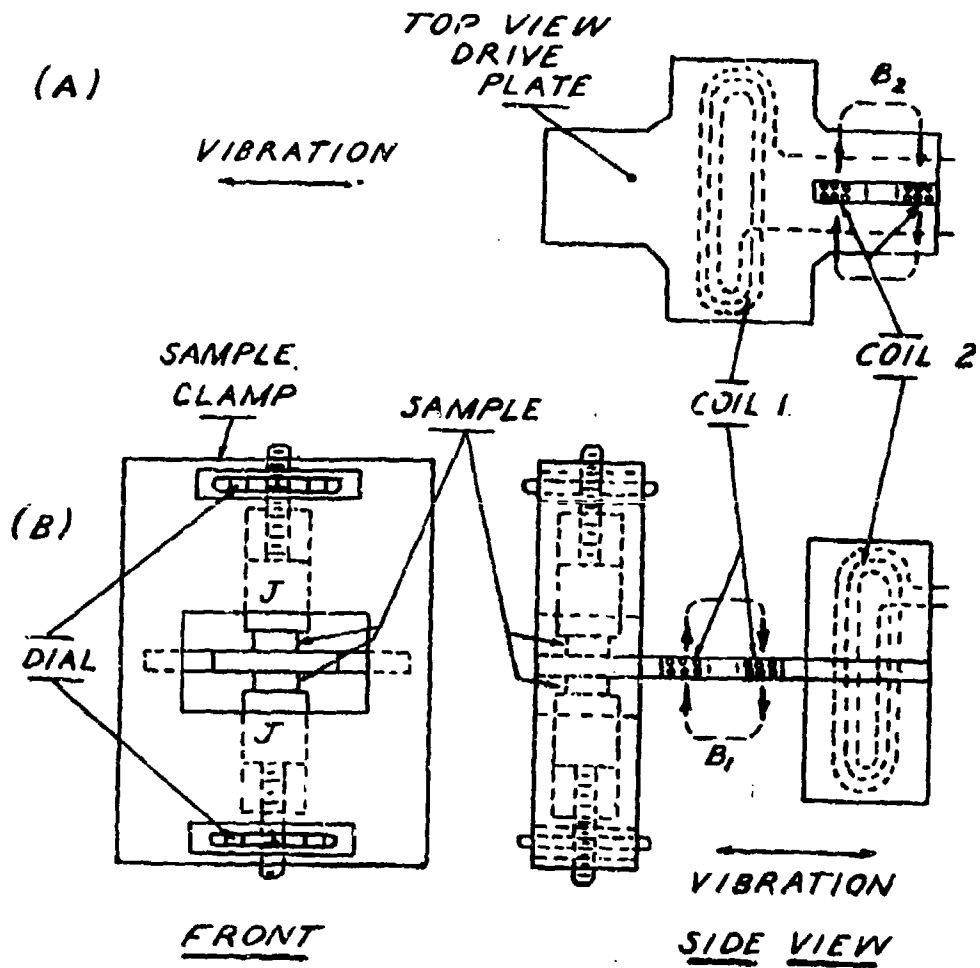 TOP VIEW
DRIVE
PLATE
(A)
B2
VIBRATION
COIL 2
COIL 1.
SAMPLE
CLAMP
SAMPLE
(B)
J
DIAL
J
B1
VIBRATION
FRONT
SIDE VIEW